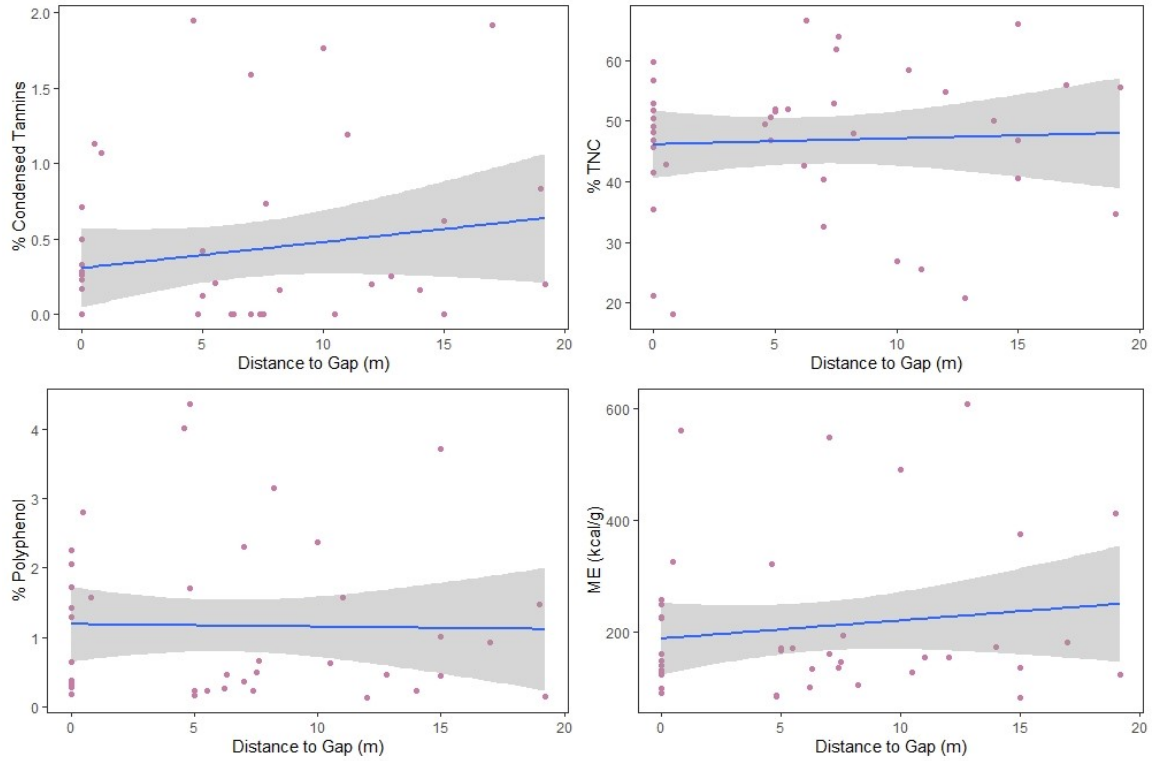 2.0
1.5
1.0
0.5
0.0
% Condensed Tannins
0 5 10 15 20
Distance to Gap (m)
60
50
40
30
20
% TNC
0 5 10 15 20
Distance to Gap (m)
4
3
2
1
0
% Polyphenol
0 5 10 15 20
Distance to Gap (m)
600
400
200
ME (kcal/g)
0 5 10 15 20
Distance to Gap (m)